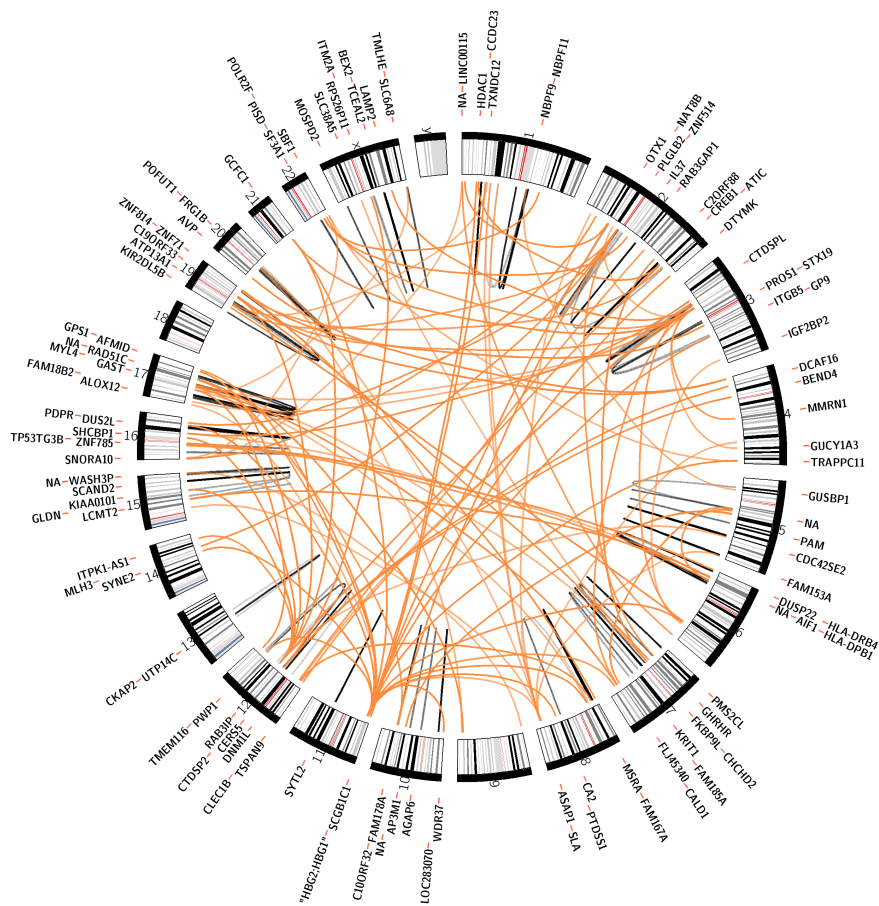 NA LINC00115
HDAC1
CCDC23
TXNDC12
NBPF9 NBPF11
1
OTX1
NAT8B
PLGLB2 ZNF514
IL37
RAB3GAP1
C2ORF88
CREB1 ATIC
DTYMK
2
CTDSPL
PROS1 STX19
ITGB5 GP9
IGF2BP2
3
DCAF16
BEND4
MMRN1
GUCY1A3
TRAPPC11
4
GUSBP1
NA
PAM
CDC42SE2
FAM153A
5
DUSP22 HLA-DRB4
NA AIF1 HLA-DPB1
6
PMS2CL
GHRHR
FKBP9L CHCHD2
KRIT1 FAM185A
FLJ45340 CALD1
7
MSRA FAM167A
CA2 PTDSS1
ASAP1 SLA
8
9
WDR37
LOC283070
AGAP6
AP3M1
NA
FAM178A
C10ORF32
10
SCGB1C1
"HBG2;HBG1"
SYTL2
11
TSPAN9
CLEC1B
DNM1L
CERS5
RAB3IP
CTDSP2
PWP1
TMEM116
12
CKAP2 UTP14C
13
ITPK1-AS1
MLH3 SYNE2
14
NA WASH3P
SCAND2
KIAA0101
GLDN LCMT2
15
PDPR DUS2L
SHCBP1
TP53TG3B ZNF785
SNORA10
16
GPS1 AFMID
NA RAD51C
MYL4 GAST
FAM18B2 ALOX12
17
18
ZNF814 ZNF71
C19ORF33
ATP13A1
KIR2DL5B
19
POFUT1 FRG1B
AVP
20
GCFC1
21
POLR2F PISD SF3A1
SBF1
22
MOSPD2
SLC38A5
ITM2A RPS26P11
BEX2 TCEAL2
LAMP2
TMLHE SLC6A8
x
y